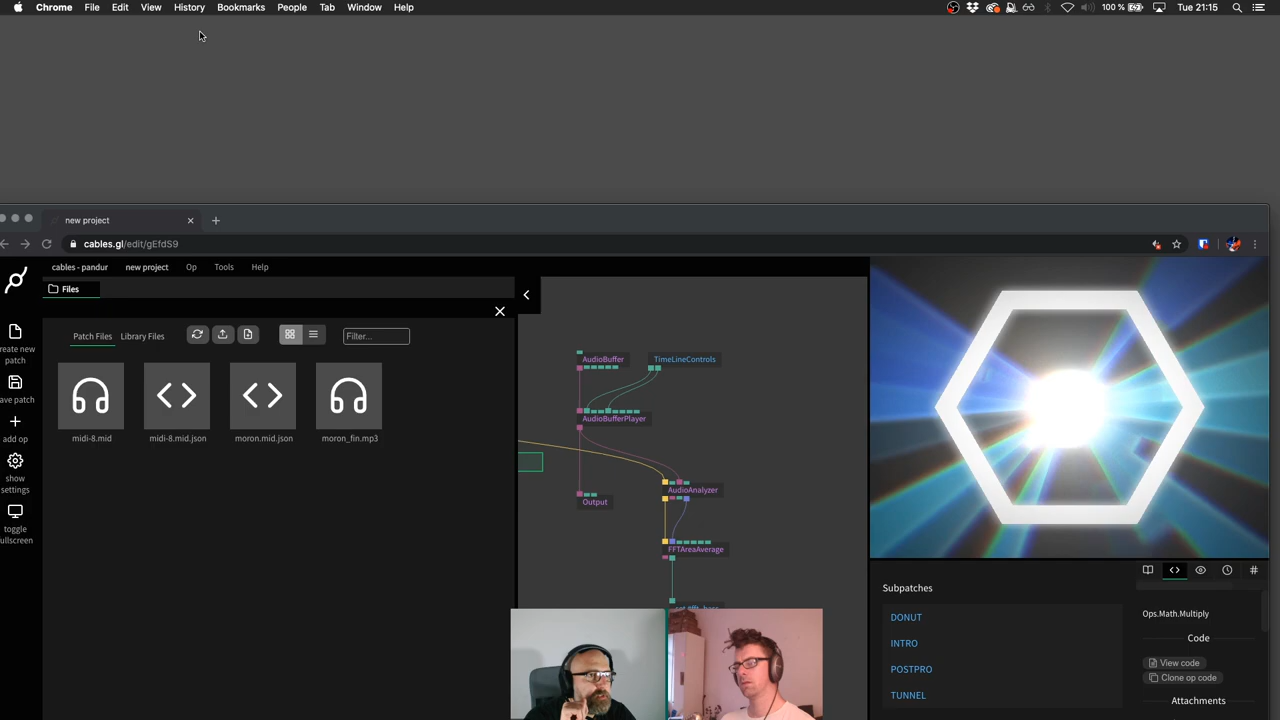 Chrome File Edit View History Bookmarks People Tab Window Help 100 % Tue 21:15
new project
cables.gl/edit/gEfdS9
cables - pandur new project Op Tools Help
Files
Patch Files Library Files Filter...
midi-8.mid midi-8.mid.json moron.mid.json moron_fin.mp3
create new
patch
save patch
add op
show
settings
toggle
fullscreen
AudioBuffer TimeLineControls
AudioBufferPlayer
AudioAnalyzer
Output
FFTAreaAverage
Subpatches
DONUT
INTRO
POSTPRO
TUNNEL
Ops.Math.Multiply
Code
View code
Clone op code
Attachments